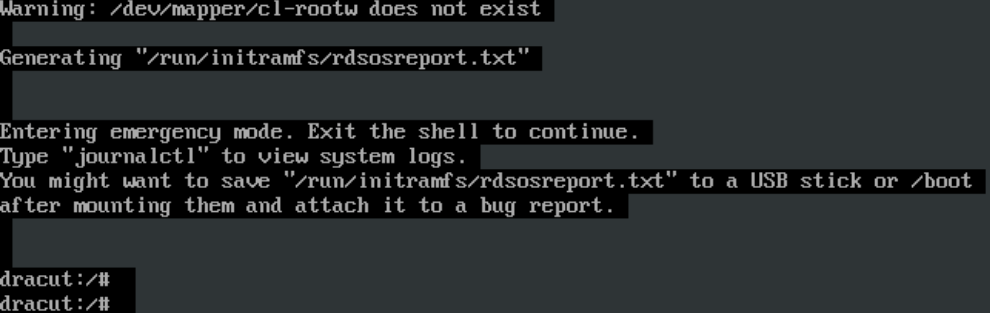 Warning: /dev/mapper/cl-rootw does not exist
Generating "/run/initramfs/rdsosreport.txt"
Entering emergency mode. Exit the shell to continue.
Type "journalctl" to view system logs.
You might want to save "/run/initramfs/rdsosreport.txt" to a USB stick or /boot
after mounting them and attach it to a bug report.
dracut:/#
dracut:/#